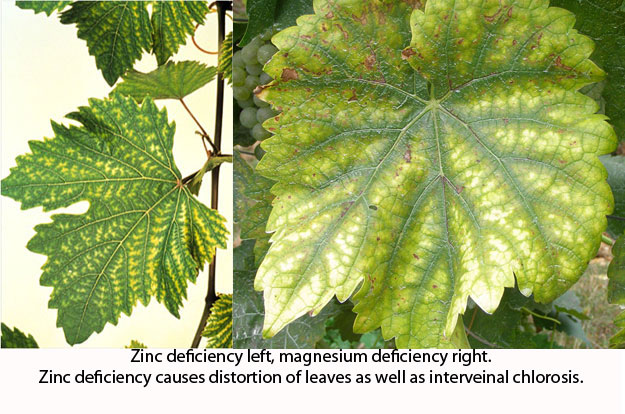 Zinc deficiency left, magnesium deficiency right.
Zinc deficiency causes distortion of leaves as well as interveinal chlorosis.